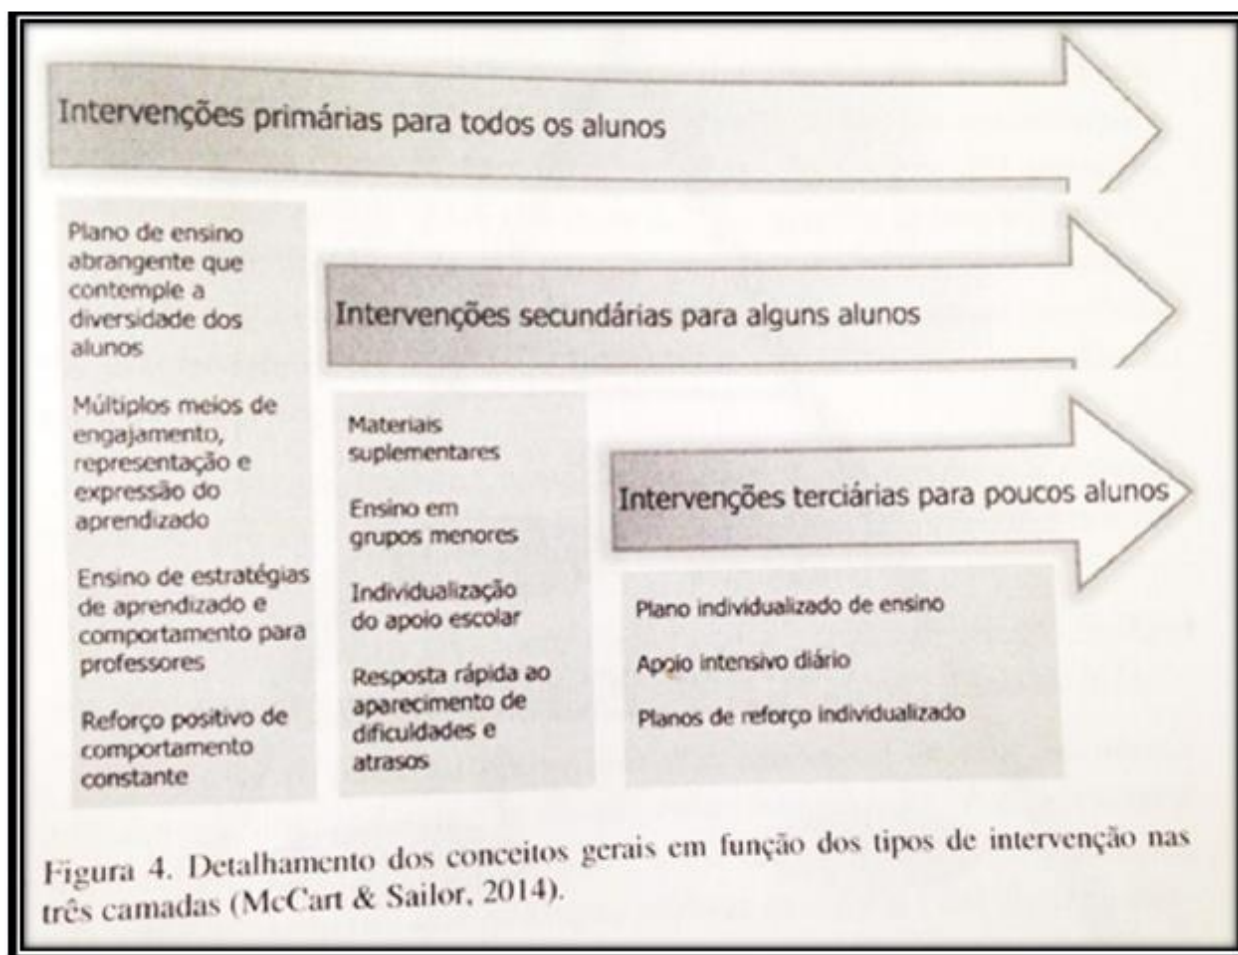 Intervenções primárias para todos os alunos
Plano de ensino
abrangente que
contemple a
diversidade dos
alunos
Múltiplos meios de
engajamento,
representação e
expressão do
aprendizado
Ensino de estratégias
de aprendizado e
comportamento para
professores
Reforço positivo de
comportamento
constante
Intervenções secundárias para alguns alunos
Materiais
suplementares
Ensino em
grupos menores
Individualização
do apoio escolar
Resposta rápida ao
aparecimento de
dificuldades e
atrasos
Intervenções terciárias para poucos alunos
Plano individualizado de ensino
Apoio intensivo diário
Planos de reforço individualizado
Figura 4. Detalhamento dos conceitos gerais em função dos tipos de intervenção nas
três camadas (McCart & Sailor, 2014).